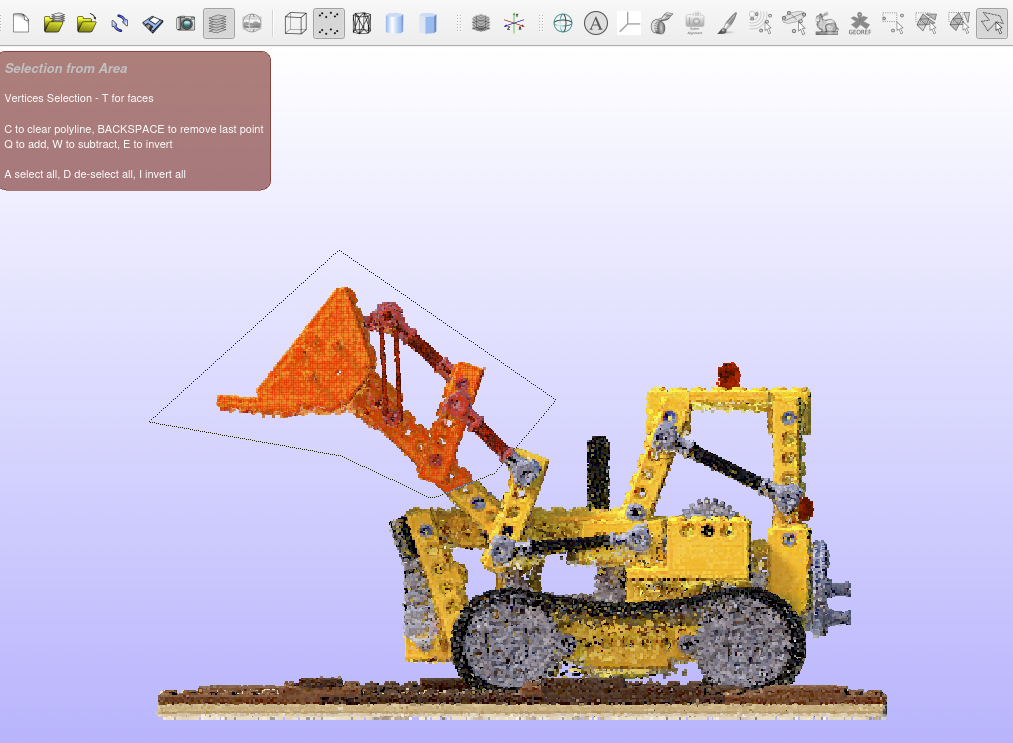 A
GEOREF
Selection from Area
Vertices Selection - T for faces
C to clear polyline, BACKSPACE to remove last point
Q to add, W to subtract, E to invert
A select all, D de-select all, I invert all